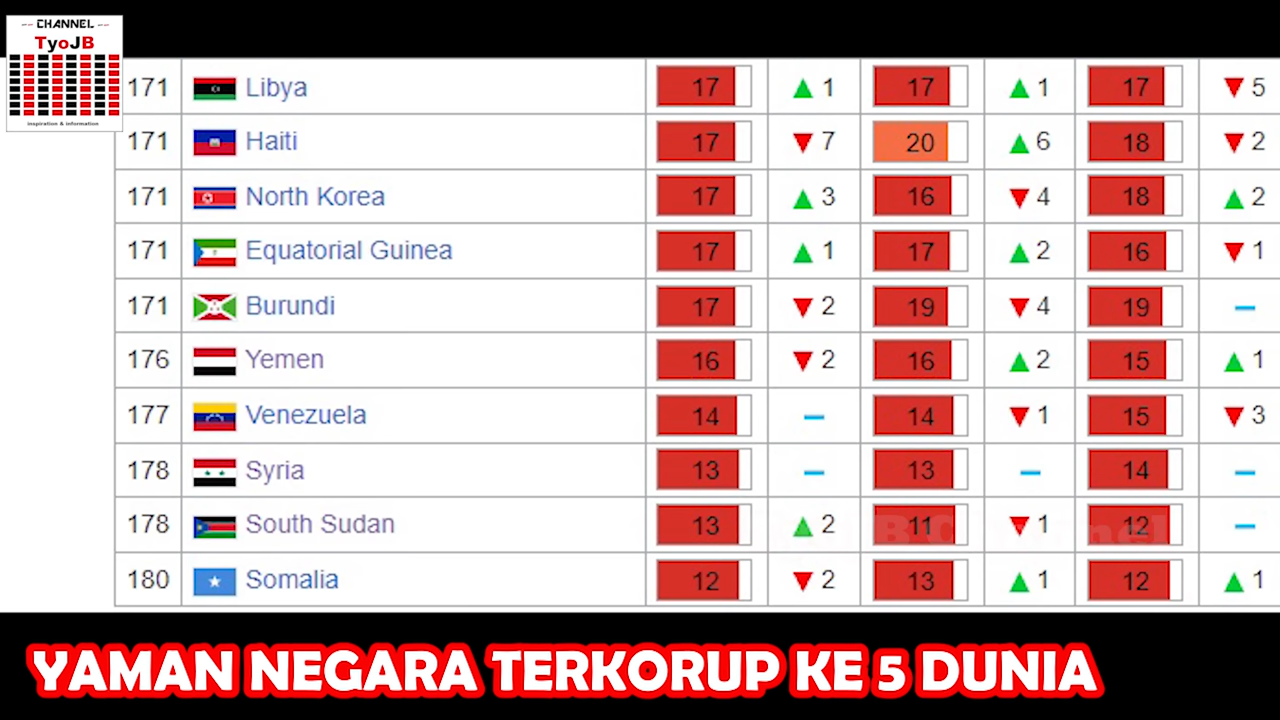 -- CHANNEL --
TyoJB
inspiration & information
171 Libya 17 ▲ 1 17 ▲ 1 17 ▼ 5
171 Haiti 17 ▼ 7 20 ▲ 6 18 ▼ 2
171 North Korea 17 ▲ 3 16 ▼ 4 18 ▲ 2
171 Equatorial Guinea 17 ▲ 1 17 ▲ 2 16 ▼ 1
171 Burundi 17 ▼ 2 19 ▼ 4 19 –
176 Yemen 16 ▼ 2 16 ▲ 2 15 ▲ 1
177 Venezuela 14 – 14 ▼ 1 15 ▼ 3
178 Syria 13 – 13 – 14 –
178 South Sudan 13 ▲ 2 11 ▼ 1 12 –
180 Somalia 12 ▼ 2 13 ▲ 1 12 ▲ 1
YAMAN NEGARA TERKORUP KE 5 DUNIA